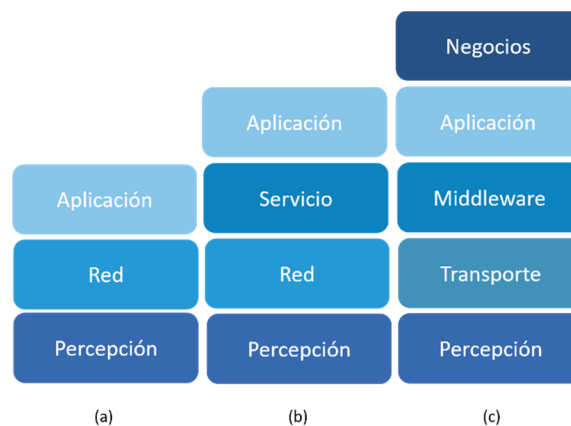 Negocios
Aplicación Aplicación
Aplicación Servicio Middleware
Red Red Transporte
Percepción Percepción Percepción
(a) (b) (c)